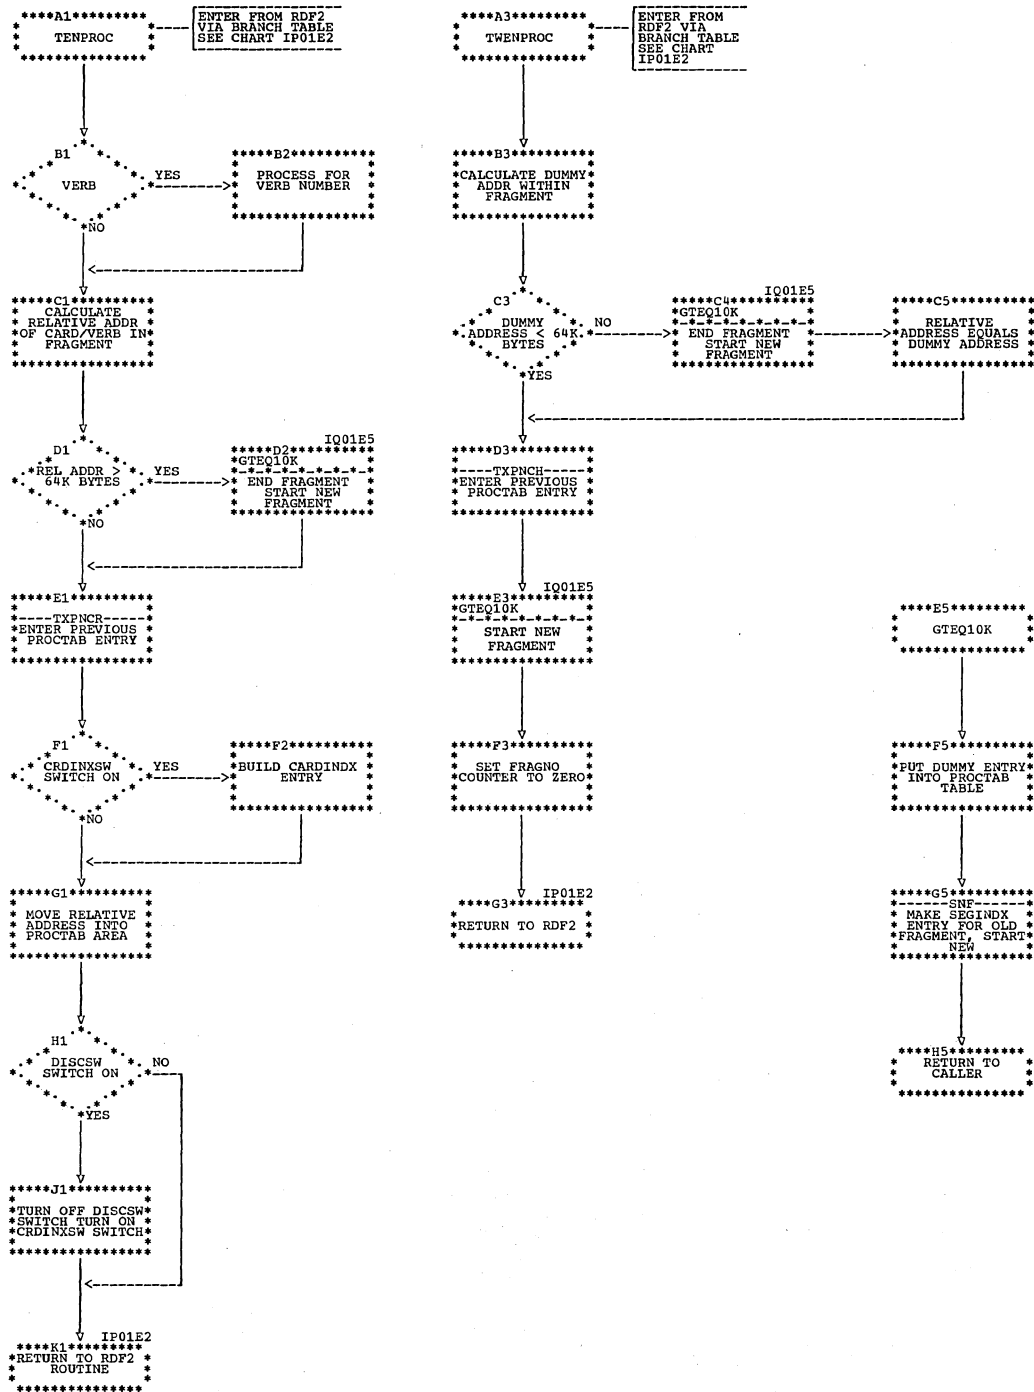 A1
TENPROC
ENTER FROM RDF2
VIA BRANCH TABLE
SEE CHART IP01E2
B1
VERB
YES
NO
B2
PROCESS FOR
VERB NUMBER
C1
CALCULATE
RELATIVE ADDR
OF CARD/VERB IN
FRAGMENT
D1
REL ADDR >
64K BYTES
YES
NO
IQ01E5
D2
GTEQ10K
END FRAGMENT
START NEW
FRAGMENT
E1
TXPNCR
ENTER PREVIOUS
PROCTAB ENTRY
F1
CRDINXSW
SWITCH ON
YES
NO
F2
BUILD CARDINDX
ENTRY
G1
MOVE RELATIVE
ADDRESS INTO
PROCTAB AREA
H1
DISCSW
SWITCH ON
NO
YES
J1
TURN OFF DISCSW
SWITCH TURN ON
CRDINXSW SWITCH
IP01E2
K1
RETURN TO RDF2
ROUTINE
A3
TWENPROC
ENTER FROM
RDF2 VIA
BRANCH TABLE
SEE CHART
IP01E2
B3
CALCULATE DUMMY
ADDR WITHIN
FRAGMENT
C3
DUMMY
ADDRESS < 64K
BYTES
NO
YES
IQ01E5
C4
GTEQ10K
END FRAGMENT
START NEW
FRAGMENT
C5
RELATIVE
ADDRESS EQUALS
DUMMY ADDRESS
D3
TXPNCH
ENTER PREVIOUS
PROCTAB ENTRY
IQ01E5
E3
GTEQ10K
START NEW
FRAGMENT
F3
SET FRAGNO
COUNTER TO ZERO
IP01E2
G3
RETURN TO RDF2
E5
GTEQ10K
F5
PUT DUMMY ENTRY
INTO PROCTAB
TABLE
G5
SNF
MAKE SEGINDX
ENTRY FOR OLD
FRAGMENT, START
NEW
H5
RETURN TO
CALLER